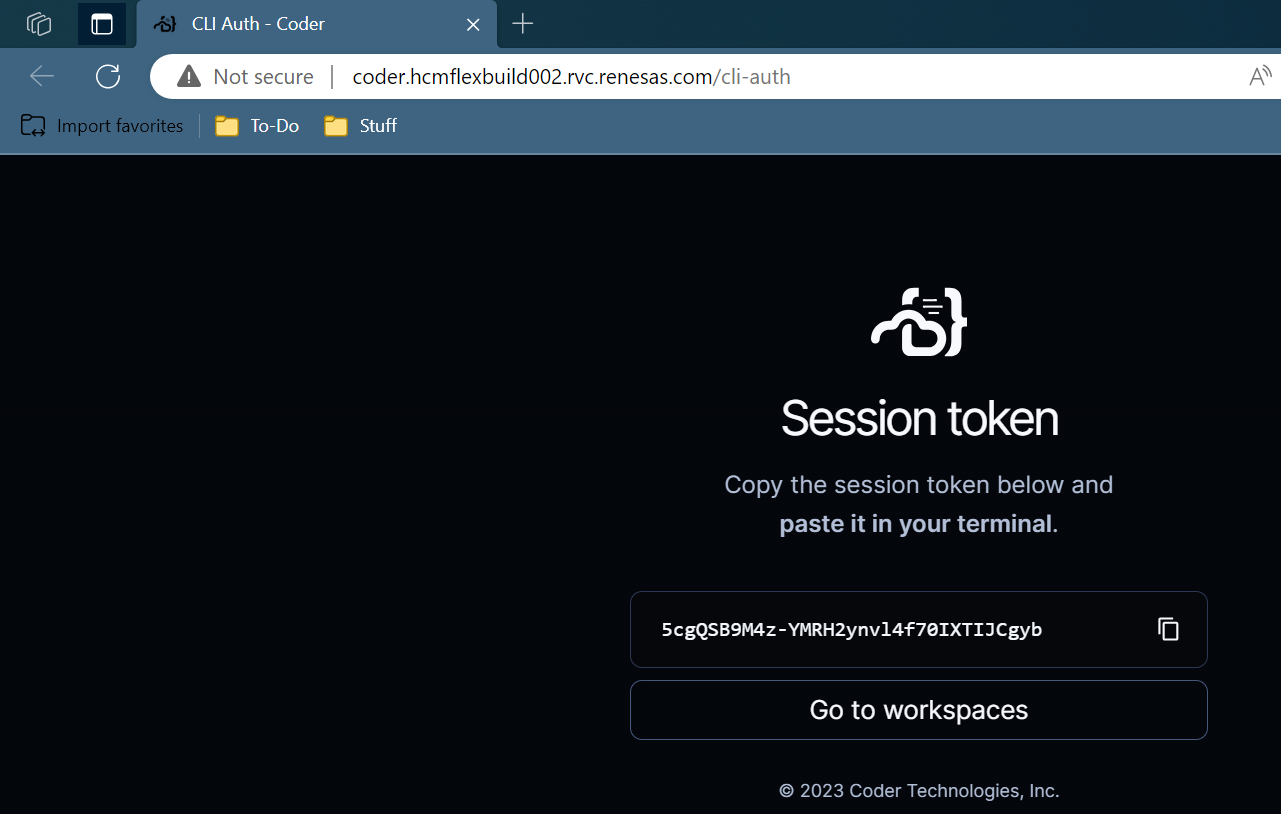 CLI Auth - Coder
Not secure
coder.hcmflexbuild002.rvc.renesas.com/cli-auth
Import favorites
To-Do
Stuff
Session token
Copy the session token below and
paste it in your terminal.
5cgQSB9M4z-YMRH2ynvl4f70IXTIJCgyb
Go to workspaces
© 2023 Coder Technologies, Inc.